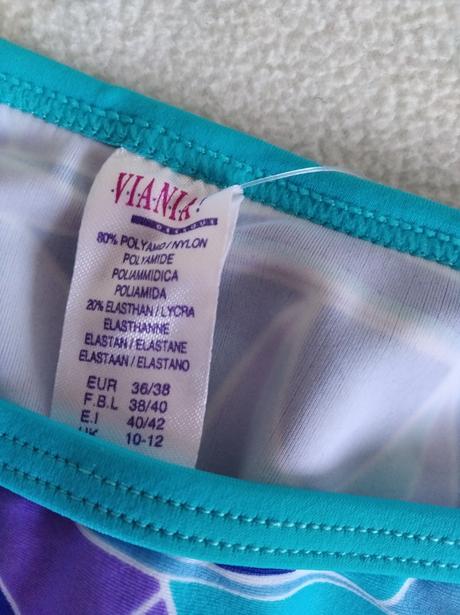 VIANIA
DESSOUS
80% POLYAMID/NYLON
POLYAMIDE
POLIAMMIDICA
POLIAMIDA
20% ELASTHAN/LYCRA
ELASTHANNE
ELASTAN/ELASTANE
ELASTAAN/ELASTANO
EUR 36/38
F.B.L 38/40
E.I 40/42
UK 10-12